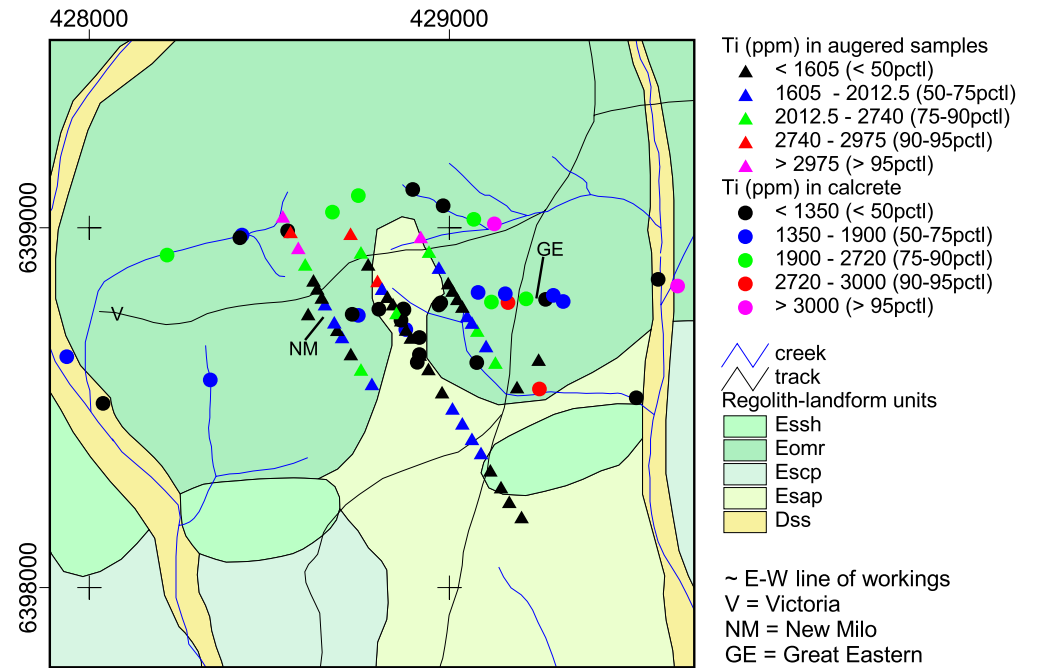 428000
429000
6399000
6398000
V
NM
GE
Ti (ppm) in augered samples
< 1605 (< 50pctl)
1605 - 2012.5 (50-75pctl)
2012.5 - 2740 (75-90pctl)
2740 - 2975 (90-95pctl)
> 2975 (> 95pctl)
Ti (ppm) in calcrete
< 1350 (< 50pctl)
1350 - 1900 (50-75pctl)
1900 - 2720 (75-90pctl)
2720 - 3000 (90-95pctl)
> 3000 (> 95pctl)
creek
track
Regolith-landform units
Essh
Eomr
Escp
Esap
Dss
~ E-W line of workings
V = Victoria
NM = New Milo
GE = Great Eastern